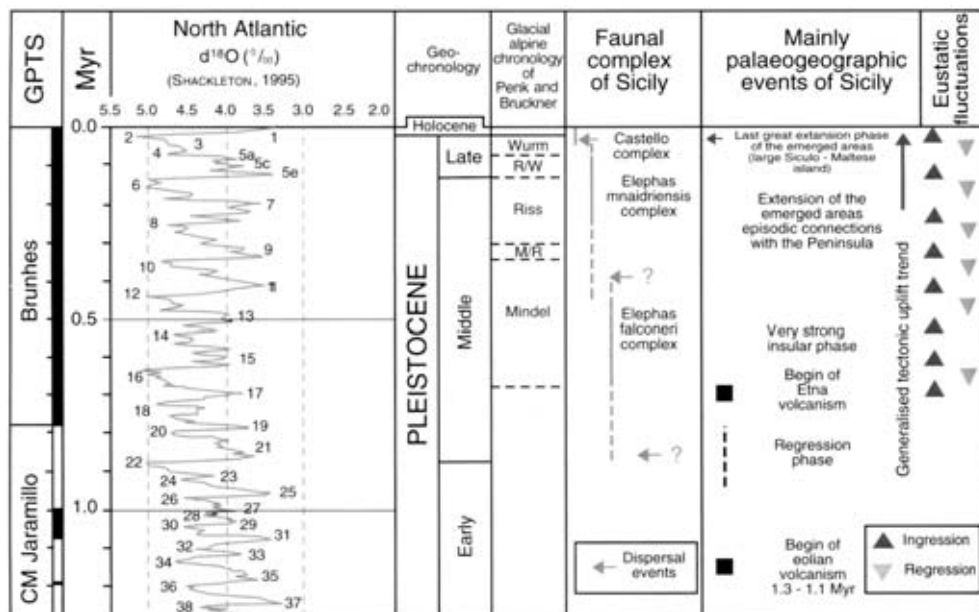 GPTS
Myr
North Atlantic
d18O (0/00)
(SHACKLETON, 1995)
5.5 5.0 4.5 4.0 3.5 3.0 2.5 2.0
Geo-
chronology
Glacial
alpine
chronology
of
Penk and
Bruckner
Faunal
complex
of Sicily
Mainly
palaeogeographic
events of Sicily
Eustatic
fluctuations
Brunhes
CM Jaramillo
0.0
0.5
1.0
1
2
3
4
5a
5c
5e
6
7
8
9
10
11
12
13
14
15
16
17
18
19
20
21
22
23
24
25
26
27
28
29
30
31
32
33
34
35
36
37
38
Holocene
PLEISTOCENE
Late
Middle
Early
Wurm
R/W
Riss
M/R
Mindel
Castello
complex
Elephas
mnaidriensis
complex
?
Elephas
falconeri
complex
?
Dispersal
events
Last great extension phase
of the emerged areas
(large Siculo - Maltese
island)
Extension of the
emerged areas
episodic connections
with the Peninsula
Very strong
insular phase
Begin of
Etna
volcanism
Regression
phase
Begin of
eolian
volcanism
1.3 - 1.1 Myr
Generalised tectonic uplift trend
Ingression
Regression